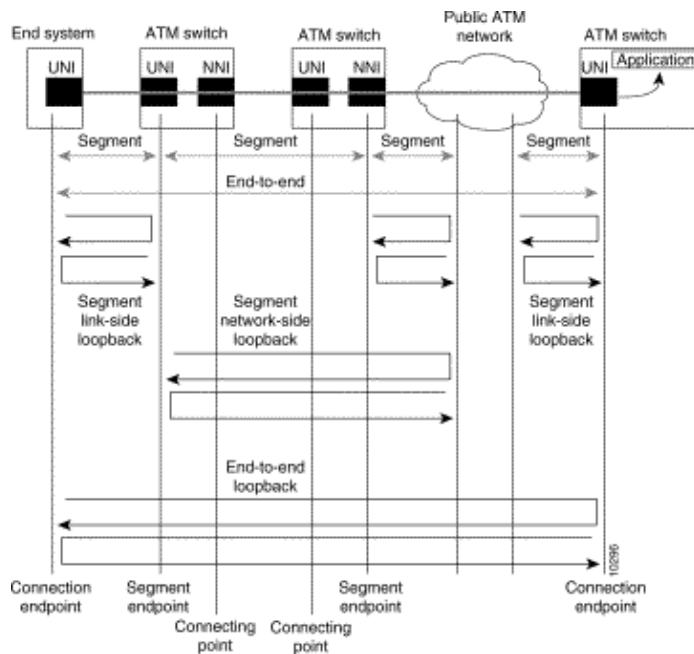 Public ATM
network
End system
ATM switch
ATM switch
ATM switch
UNI
UNI
NNI
UNI
NNI
UNI
Application
Segment
Segment
Segment
Segment
End-to-end
Segment
link-side
loopback
Segment
network-side
loopback
Segment
link-side
loopback
End-to-end
loopback
10296
Connection
endpoint
Segment
endpoint
Connecting
point
Connecting
point
Segment
endpoint
Connection
endpoint